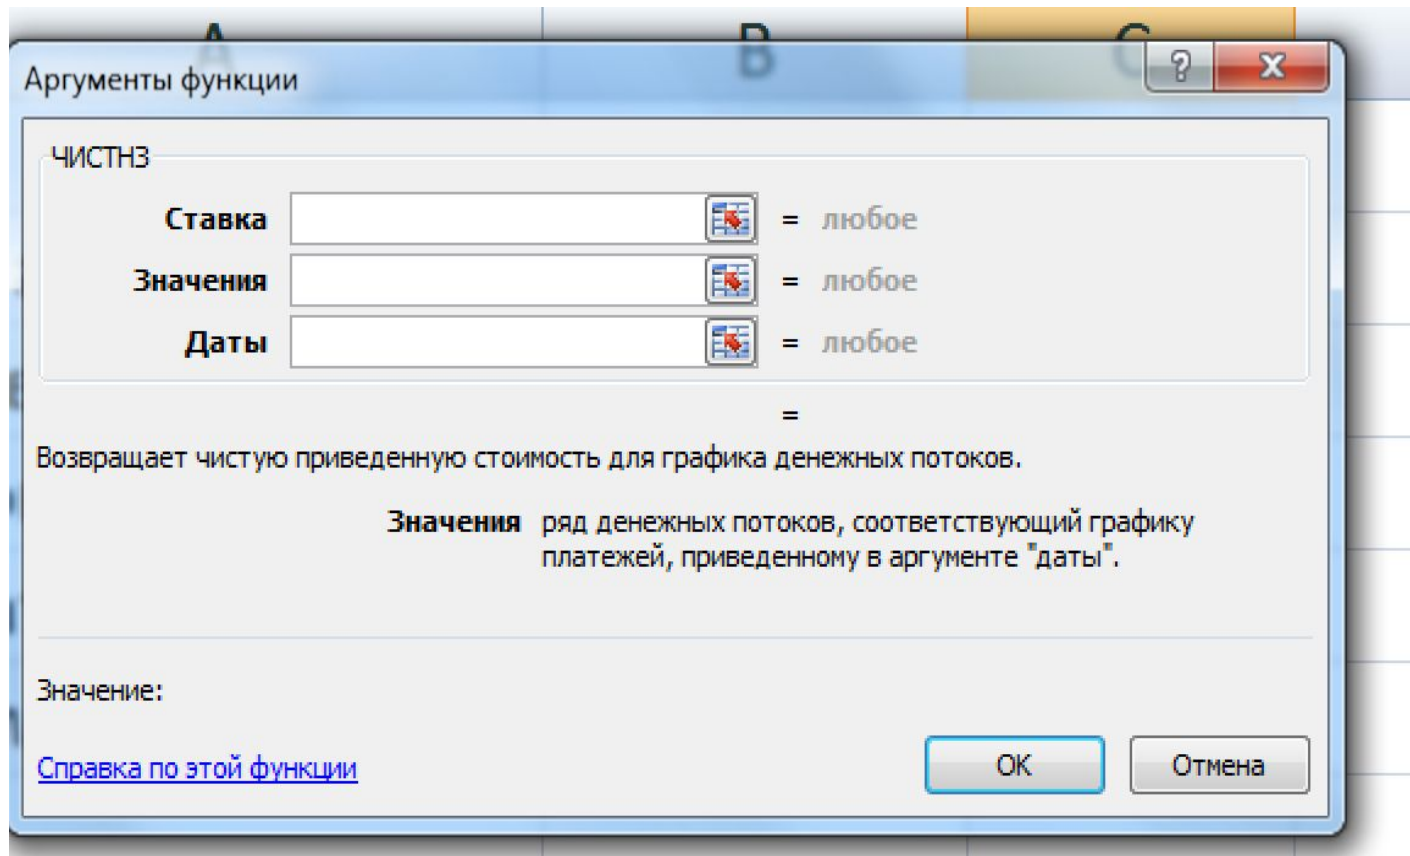 A B C
Аргументы функции ?
ЧИСТНЗ
Ставка = любое
Значения = любое
Даты = любое
=
Возвращает чистую приведенную стоимость для графика денежных потоков.
Значения ряд денежных потоков, соответствующий графику
платежей, приведенному в аргументе "даты".
Значение:
Справка по этой функции
ОК Отмена